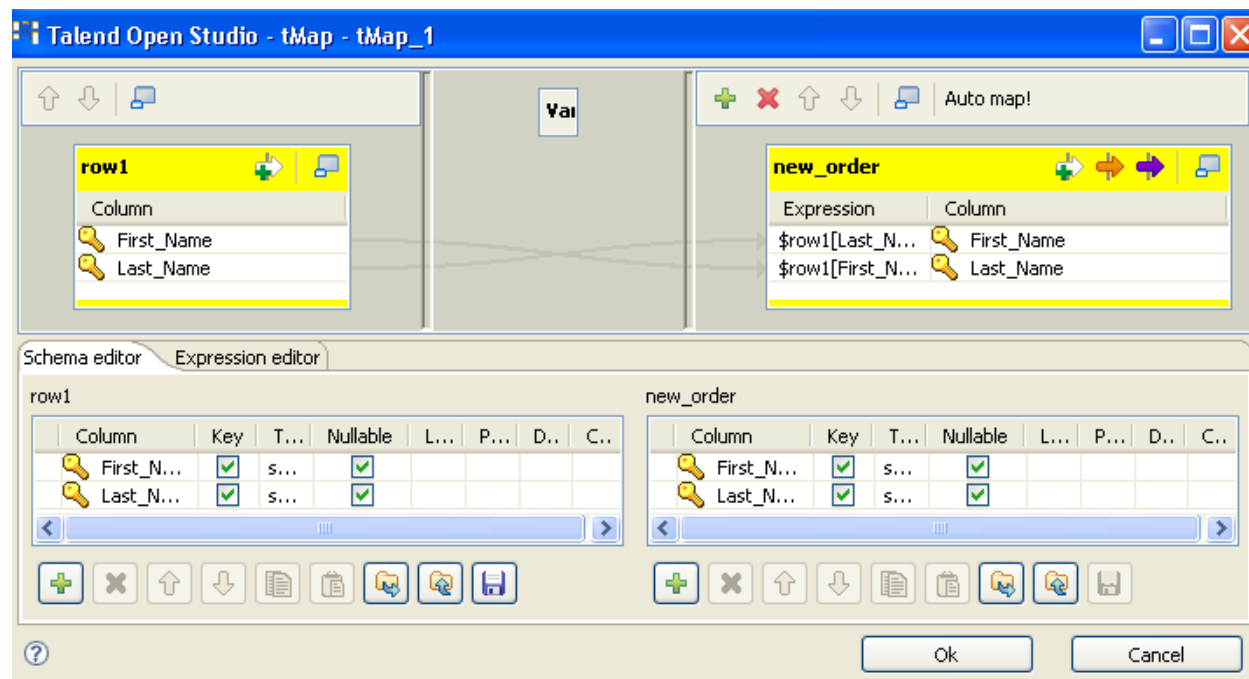 Talend Open Studio - tMap - tMap_1
Var
Auto map!
row1
Column
First_Name
Last_Name
new_order
Expression Column
$row1[Last_N... First_Name
$row1[First_N... Last_Name
Schema editor Expression editor
row1
Column Key T... Nullable L... P... D.. C..
First_N... s...
Last_N... s...
new_order
Column Key T... Nullable L... P... D.. C..
First_N... s...
Last_N... s...
Ok Cancel